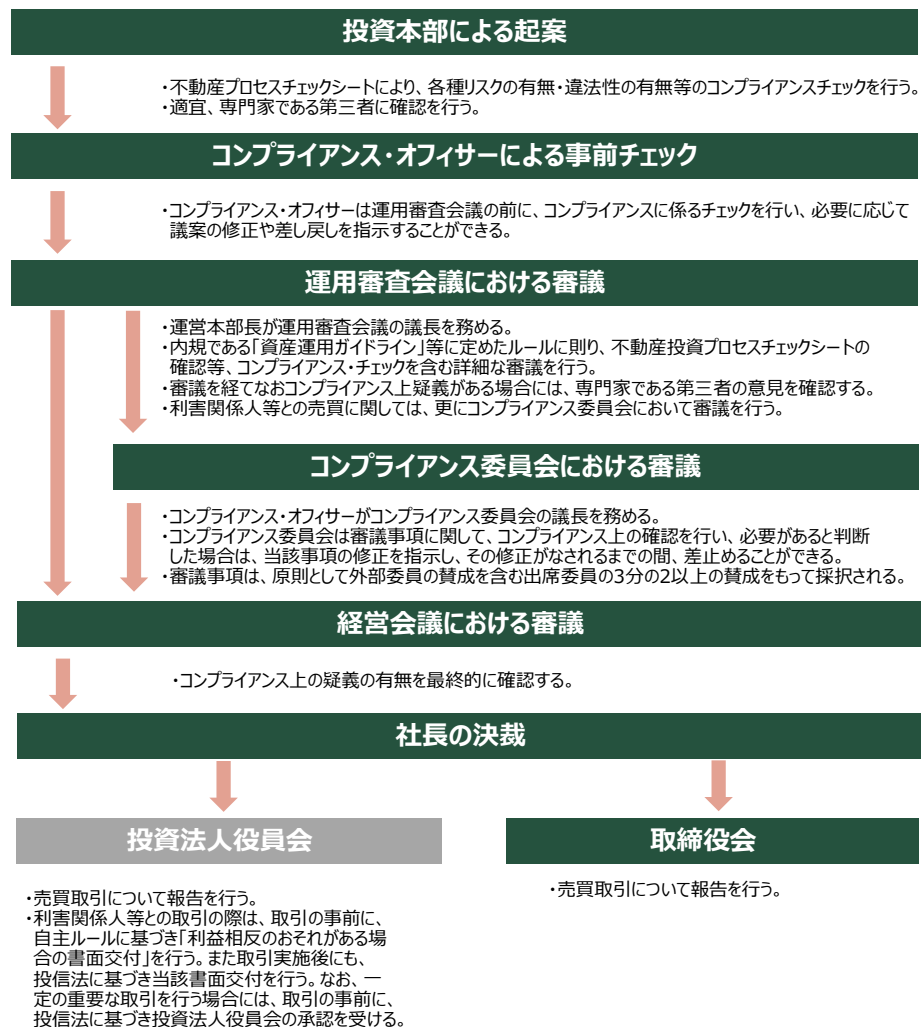 投資本部による起案
・不動産プロセスチェックシートにより、各種リスクの有無・違法性の有無等のコンプライアンスチェックを行う。
・適宜、専門家である第三者に確認を行う。
コンプライアンス・オフィサーによる事前チェック
・コンプライアンス・オフィサーは運用審査会議の前に、コンプライアンスに係るチェックを行い、必要に応じて
議案の修正や差し戻しを指示することができる。
運用審査会議における審議
・運営本部長が運用審査会議の議長を務める。
・内規である「資産運用ガイドライン」等に定めたルールに則り、不動産投資プロセスチェックシートの
確認等、コンプライアンス・チェックを含む詳細な審議を行う。
・審議を経てなおコンプライアンス上疑義がある場合には、専門家である第三者の意見を確認する。
・利害関係人等との売買に関しては、更にコンプライアンス委員会において審議を行う。
コンプライアンス委員会における審議
・コンプライアンス・オフィサーがコンプライアンス委員会の議長を務める。
・コンプライアンス委員会は審議事項に関して、コンプライアンス上の確認を行い、必要があると判断
した場合は、当該事項の修正を指示し、その修正がなされるまでの間、差止めることができる。
・審議事項は、原則として外部委員の賛成を含む出席委員の3分の2以上の賛成をもって採択される。
経営会議における審議
・コンプライアンス上の疑義の有無を最終的に確認する。
社長の決裁
投資法人役員会
・売買取引について報告を行う。
・利害関係人等との取引の際は、取引の事前に、
自主ルールに基づき「利益相反のおそれがある場
合の書面交付」を行う。また取引実施後にも、
投信法に基づき当該書面交付を行う。なお、一
定の重要な取引を行う場合には、取引の事前に、
投信法に基づき投資法人役員会の承認を受ける。
取締役会
・売買取引について報告を行う。